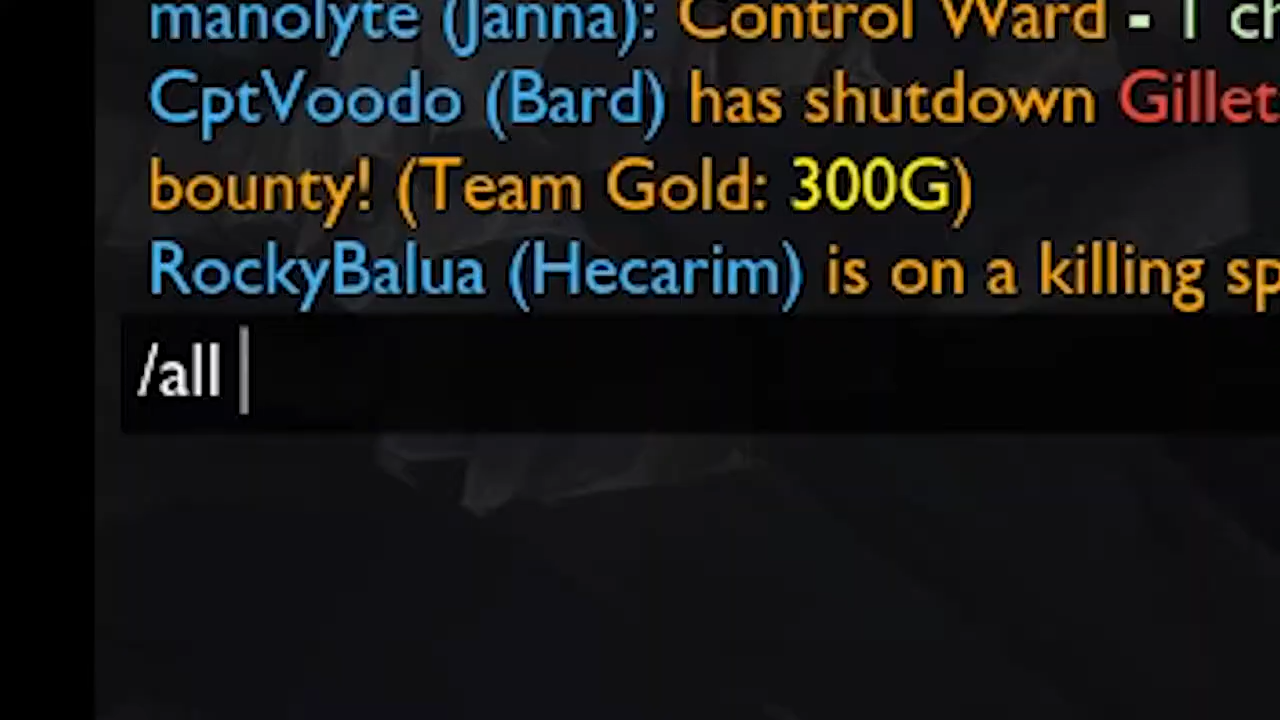 manolyte (Janna): Control Ward - 1
CptVoodo (Bard) has shutdown
bounty! (Team Gold: 300G)
RockyBalua (Hecarim) is on a killing
/all